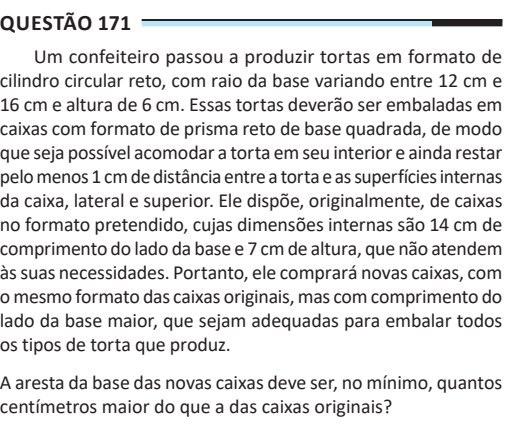 QUESTÃO 171
Um confeiteiro passou a produzir tortas em formato de
cilindro circular reto, com raio da base variando entre 12 cm e
16 cm e altura de 6 cm. Essas tortas deverão ser embaladas em
caixas com formato de prisma reto de base quadrada, de modo
que seja possível acomodar a torta em seu interior e ainda restar
pelo menos 1 cm de distância entre a torta e as superfícies internas
da caixa, lateral e superior. Ele dispõe, originalmente, de caixas
no formato pretendido, cujas dimensões internas são 14 cm de
comprimento do lado da base e 7 cm de altura, que não atendem
às suas necessidades. Portanto, ele comprará novas caixas, com
o mesmo formato das caixas originais, mas com comprimento do
lado da base maior, que sejam adequadas para embalar todos
os tipos de torta que produz.
A aresta da base das novas caixas deve ser, no mínimo, quantos
centímetros maior do que a das caixas originais?